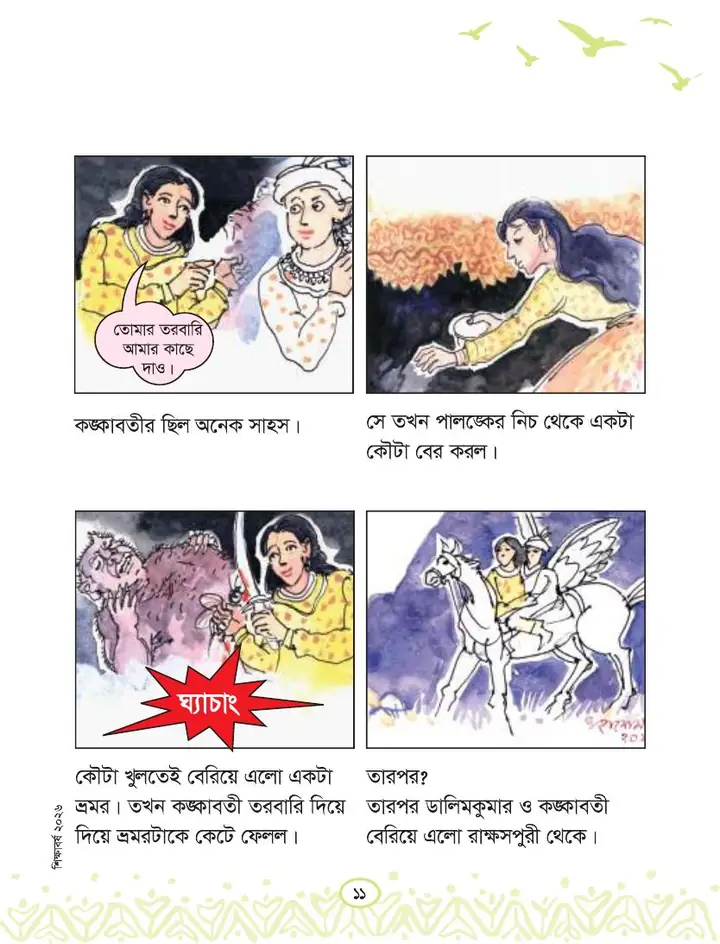 তোমার তরবারি
আমার কাছে
দাও।
কঙ্কাবতীর ছিল অনেক সাহস।
সে তখন পালঙ্কের নিচ থেকে একটা
কৌটা বের করল।
ঘ্যাচাং
কৌটা খুলতেই বেরিয়ে এলো একটা
ভ্রমর। তখন কঙ্কাবতী তরবারি দিয়ে
দিয়ে ভ্রমরটাকে কেটে ফেলল।
তারপর?
তারপর ডালিমকুমার ও কঙ্কাবতী
বেরিয়ে এলো রাক্ষসপুরী থেকে।
শিক্ষাবর্ষ ২০২৬
১১